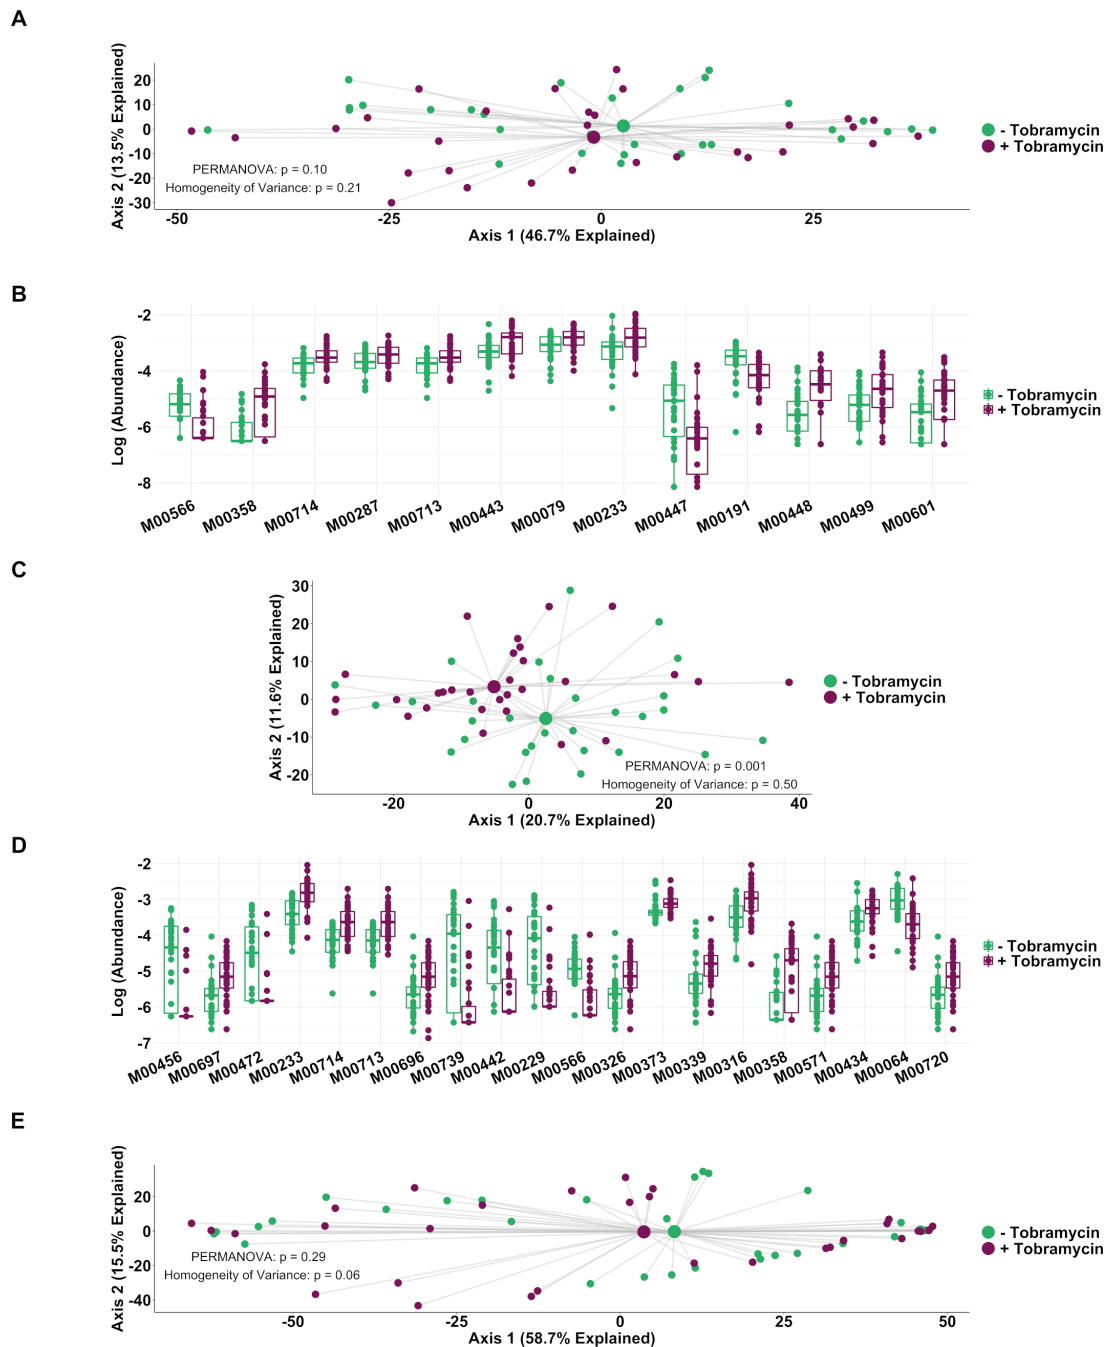 A
Axis 2 (13.5% Explained)
20
10
0
-10
-20
-30
PERMANOVA: p = 0.10
Homogeneity of Variance: p = 0.21
-50
-25
0
25
Axis 1 (46.7% Explained)
- Tobramycin
+ Tobramycin
B
Log (Abundance)
-2
-4
-6
-8
M00566
M00358
M00714
M00287
M00713
M00443
M00079
M00233
M00447
M00191
M00448
M00499
M00601
- Tobramycin
+ Tobramycin
C
Axis 2 (11.6% Explained)
30
20
10
0
-10
-20
PERMANOVA: p = 0.001
Homogeneity of Variance: p = 0.50
-20
0
20
40
Axis 1 (20.7% Explained)
- Tobramycin
+ Tobramycin
D
Log (Abundance)
-2
-3
-4
-5
-6
-7
M00456
M00697
M00472
M00233
M00714
M00713
M00696
M00739
M00442
M00229
M00566
M00326
M00373
M00339
M00316
M00358
M00571
M00434
M00064
M00720
- Tobramycin
+ Tobramycin
E
Axis 2 (15.5% Explained)
20
0
-20
-40
PERMANOVA: p = 0.29
Homogeneity of Variance: p = 0.06
-50
-25
0
25
50
Axis 1 (58.7% Explained)
- Tobramycin
+ Tobramycin